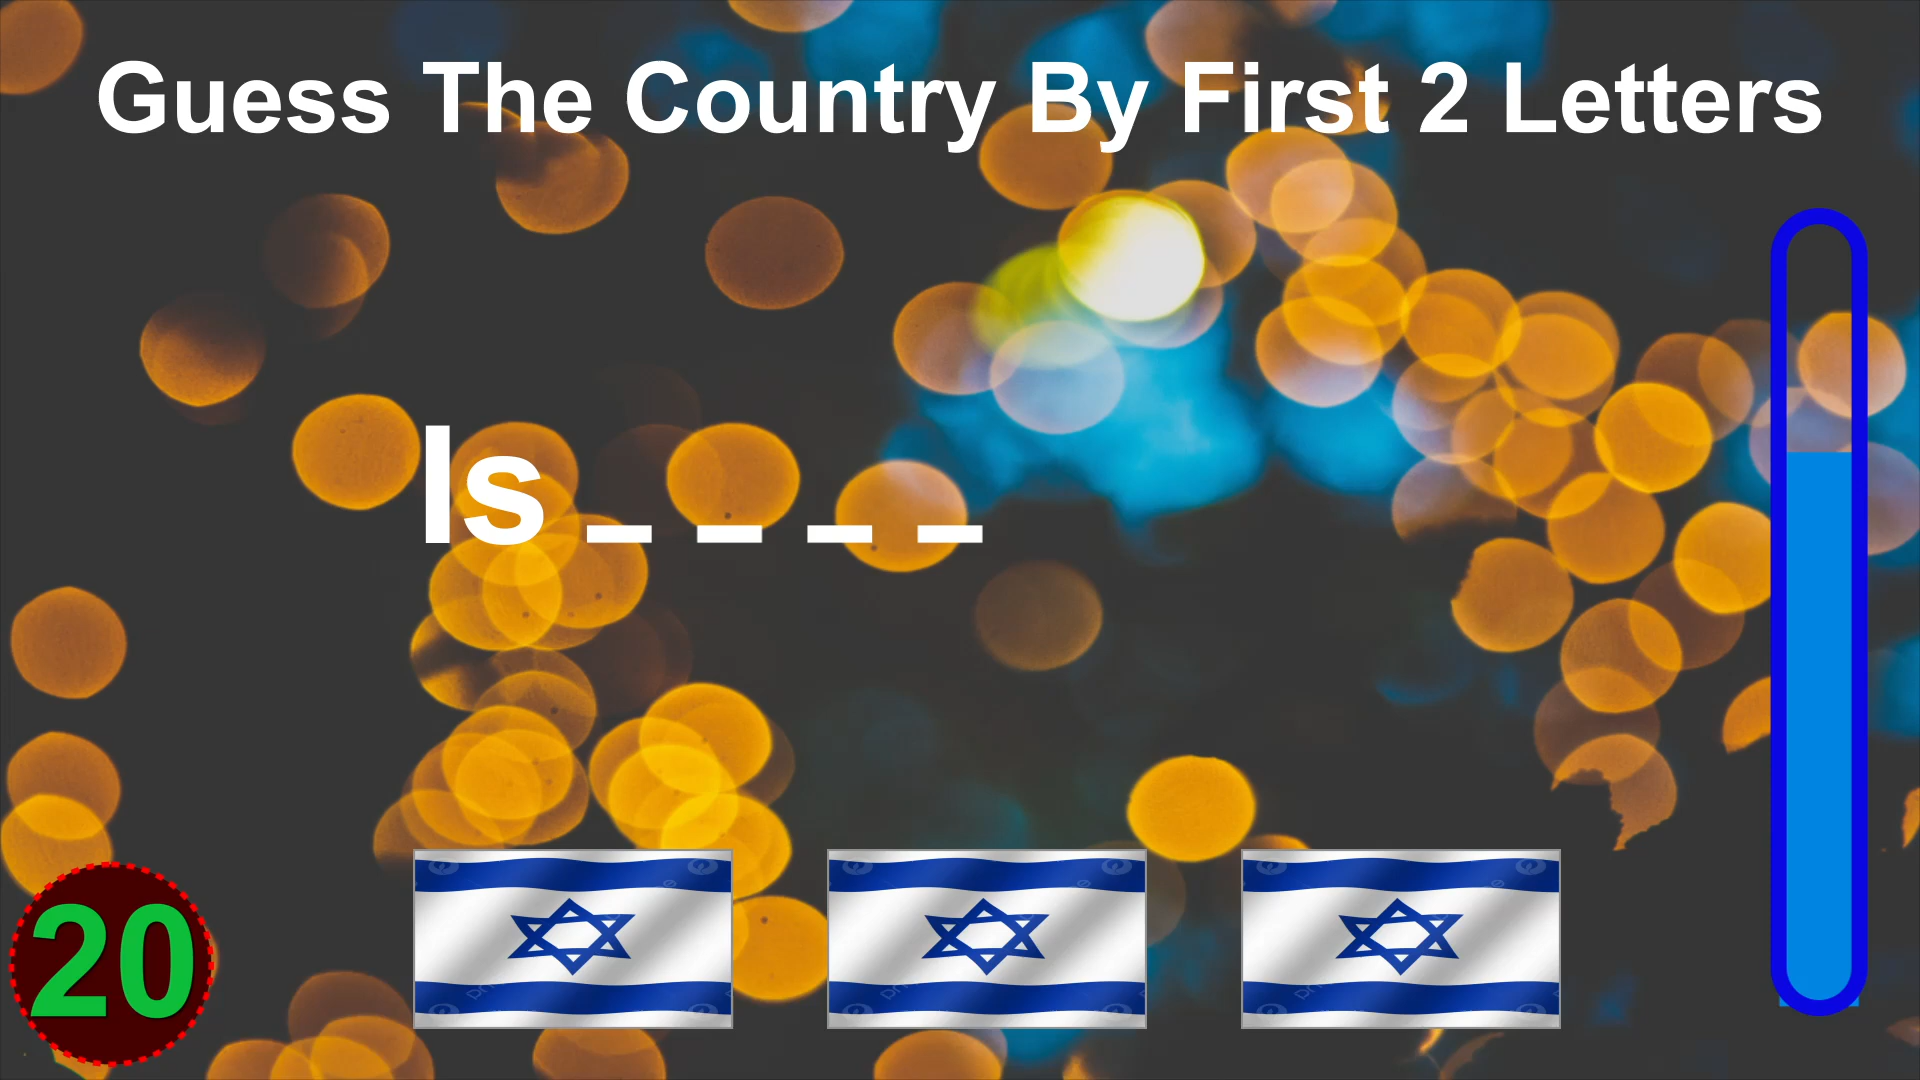 Guess The Country By First 2 Letters
Is _ _ _ _
20